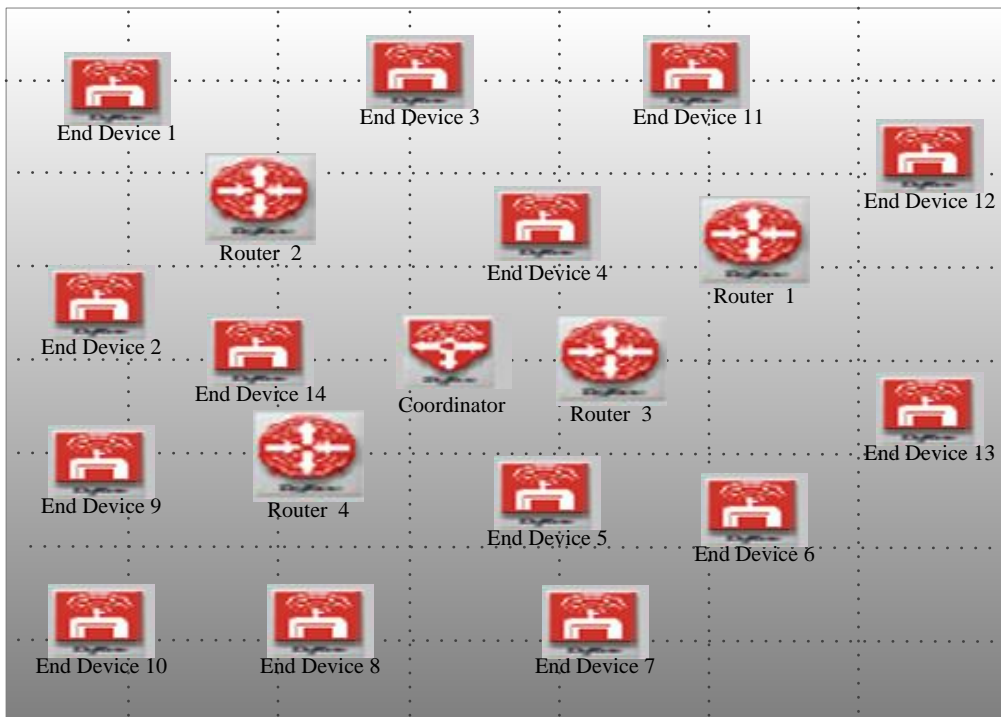 End Device 1
End Device 3
End Device 11
End Device 12
Router 2
End Device 4
Router 1
End Device 2
End Device 14
Coordinator
Router 3
End Device 13
End Device 9
Router 4
End Device 5
End Device 6
End Device 10
End Device 8
End Device 7